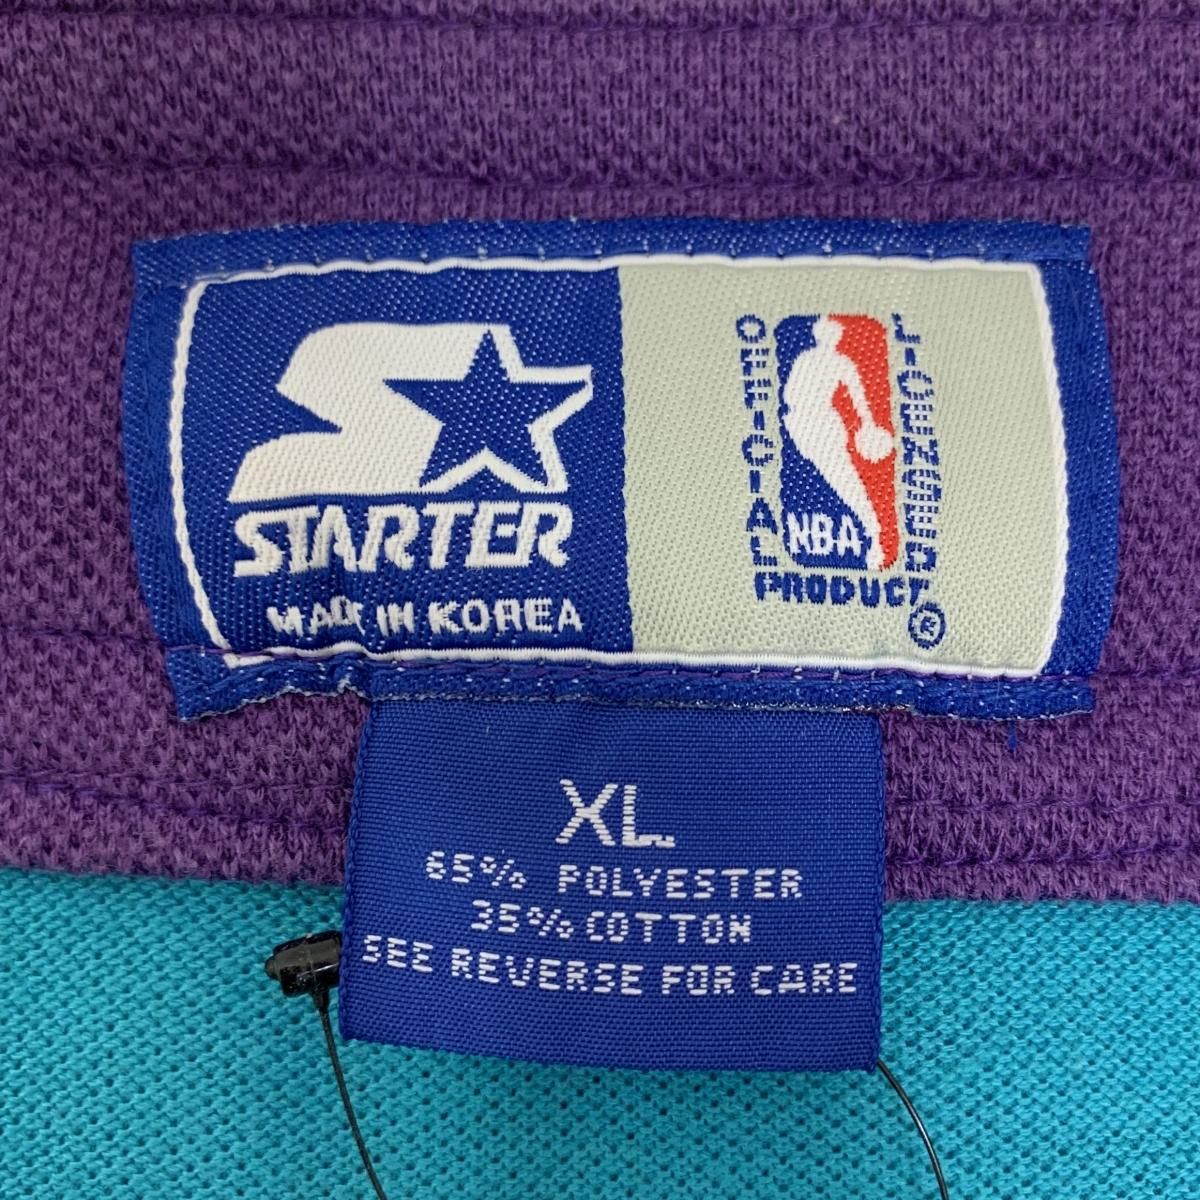 STARTER
MADE IN KOREA
OFFICIAL
LICENSED
NBA
PRODUCT
®
XL
65% POLYESTER
35% COTTON
SEE REVERSE FOR CARE